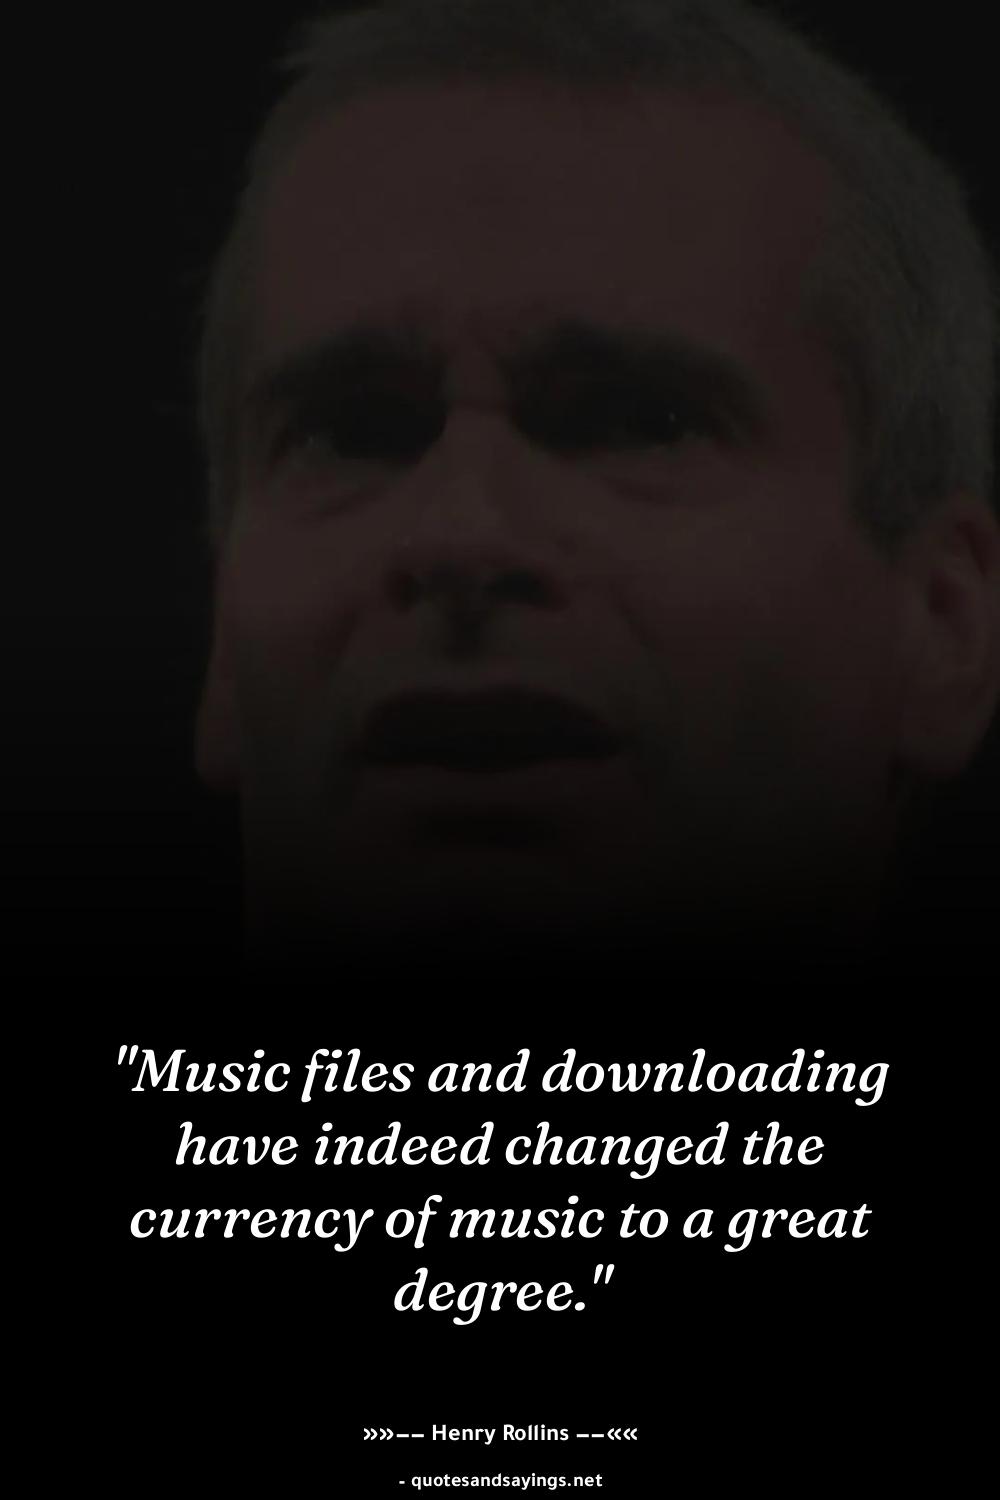 "Music files and downloading
have indeed changed the
currency of music to a great
degree."
»»–– Henry Rollins ––««
- quotesandsayings.net